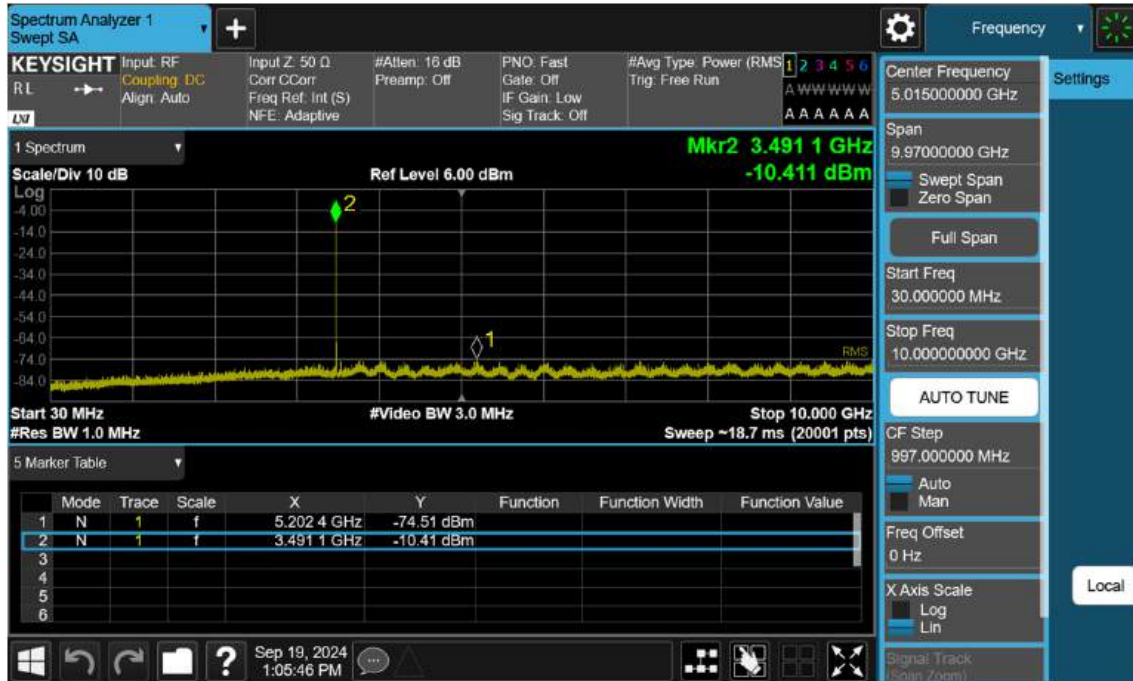 Spectrum Analyzer 1
Swept SA
+
Frequency
KEYSIGHT
RL
LXI
Input: RF
Coupling: DC
Align: Auto
Input Z: 50 Ω
Corr CCorr
Freq Ref: Int (S)
NFE: Adaptive
#Atten: 16 dB
Preamp: Off
PNO: Fast
Gate: Off
IF Gain: Low
Sig Track: Off
#Avg Type: Power (RMS
Trig: Free Run
1 2 3 4 5 6
A W W W W W
A A A A A A
1 Spectrum
Scale/Div 10 dB
Ref Level 6.00 dBm
Mkr2 3.491 1 GHz
-10.411 dBm
Log
-4.00
-14.0
-24.0
-34.0
-44.0
-54.0
-64.0
-74.0
-84.0
2
1
RMS
Start 30 MHz
#Video BW 3.0 MHz
Stop 10.000 GHz
#Res BW 1.0 MHz
Sweep ~18.7 ms (20001 pts)
5 Marker Table
Mode Trace Scale X Y Function Function Width Function Value
1 N 1 f 5.202 4 GHz -74.51 dBm
2 N 1 f 3.491 1 GHz -10.41 dBm
3
4
5
6
?
Sep 19, 2024
1:05:46 PM
Center Frequency
5.015000000 GHz
Settings
Span
9.97000000 GHz
Swept Span
Zero Span
Full Span
Start Freq
30.000000 MHz
Stop Freq
10.000000000 GHz
AUTO TUNE
CF Step
997.000000 MHz
Auto
Man
Freq Offset
0 Hz
X Axis Scale
Log
Lin
Local
Signal Track
(Span Zoom)